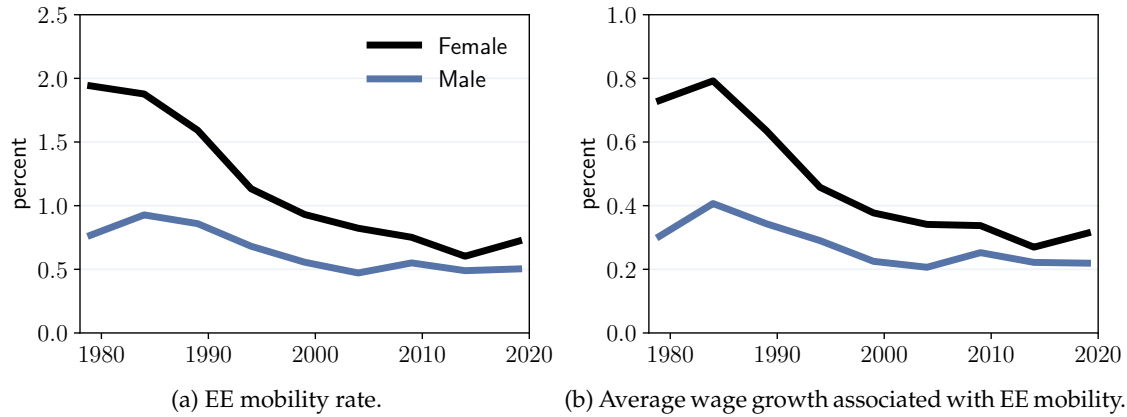 2.5
2.0
1.5
1.0
0.5
0.0
percent
Female
Male
1980 1990 2000 2010 2020
(a) EE mobility rate.
1.0
0.8
0.6
0.4
0.2
0.0
percent
1980 1990 2000 2010 2020
(b) Average wage growth associated with EE mobility.